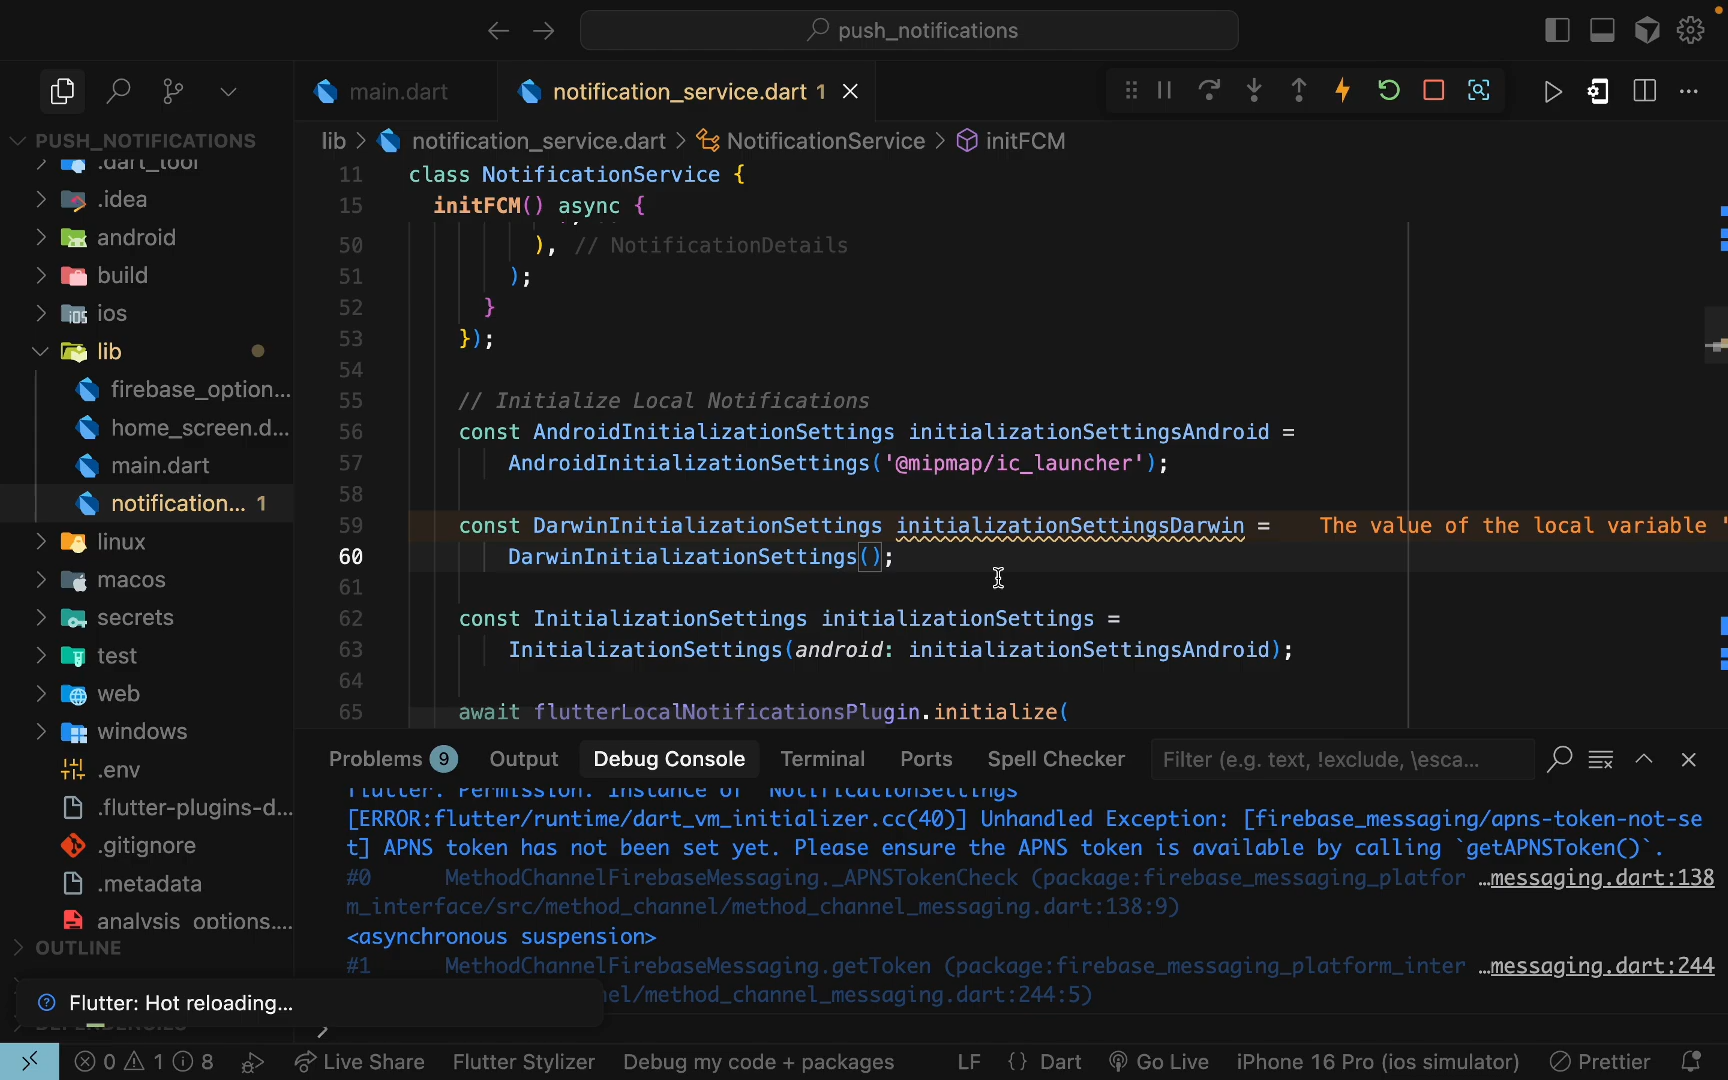 push_notifications
main.dart
notification_service.dart 1
PUSH_NOTIFICATIONS
lib > notification_service.dart > NotificationService > initFCM
.dart_tool
.idea
android
build
ios
lib
firebase_option...
home_screen.d...
main.dart
notification... 1
linux
macos
secrets
test
web
windows
.env
.flutter-plugins-d...
.gitignore
.metadata
analysis_options....
OUTLINE
11 class NotificationService {
15 initFCM() async {
50 ), // NotificationDetails
51 );
52 }
53 });
54
55 // Initialize Local Notifications
56 const AndroidInitializationSettings initializationSettingsAndroid =
57 AndroidInitializationSettings('@mipmap/ic_launcher');
58
59 const DarwinInitializationSettings initializationSettingsDarwin = The value of the local variable '
60 DarwinInitializationSettings();
61
62 const InitializationSettings initializationSettings =
63 InitializationSettings(android: initializationSettingsAndroid);
64
65 await flutterLocalNotificationsPlugin.initialize(
Problems 9 Output Debug Console Terminal Ports Spell Checker Filter (e.g. text, !exclude, \esca...
flutter: Permission: Instance of 'NotificationSettings
[ERROR:flutter/runtime/dart_vm_initializer.cc(40)] Unhandled Exception: [firebase_messaging/apns-token-not-se
t] APNS token has not been set yet. Please ensure the APNS token is available by calling `getAPNSToken()`.
#0 MethodChannelFirebaseMessaging._APNSTokenCheck (package:firebase_messaging_platfor …messaging.dart:138
m_interface/src/method_channel/method_channel_messaging.dart:138:9)
<asynchronous suspension>
#1 MethodChannelFirebaseMessaging.getToken (package:firebase_messaging_platform_inter …messaging.dart:244
el/method_channel_messaging.dart:244:5)
Flutter: Hot reloading...
0 1 8 Live Share Flutter Stylizer Debug my code + packages LF {} Dart Go Live iPhone 16 Pro (ios simulator) Prettier